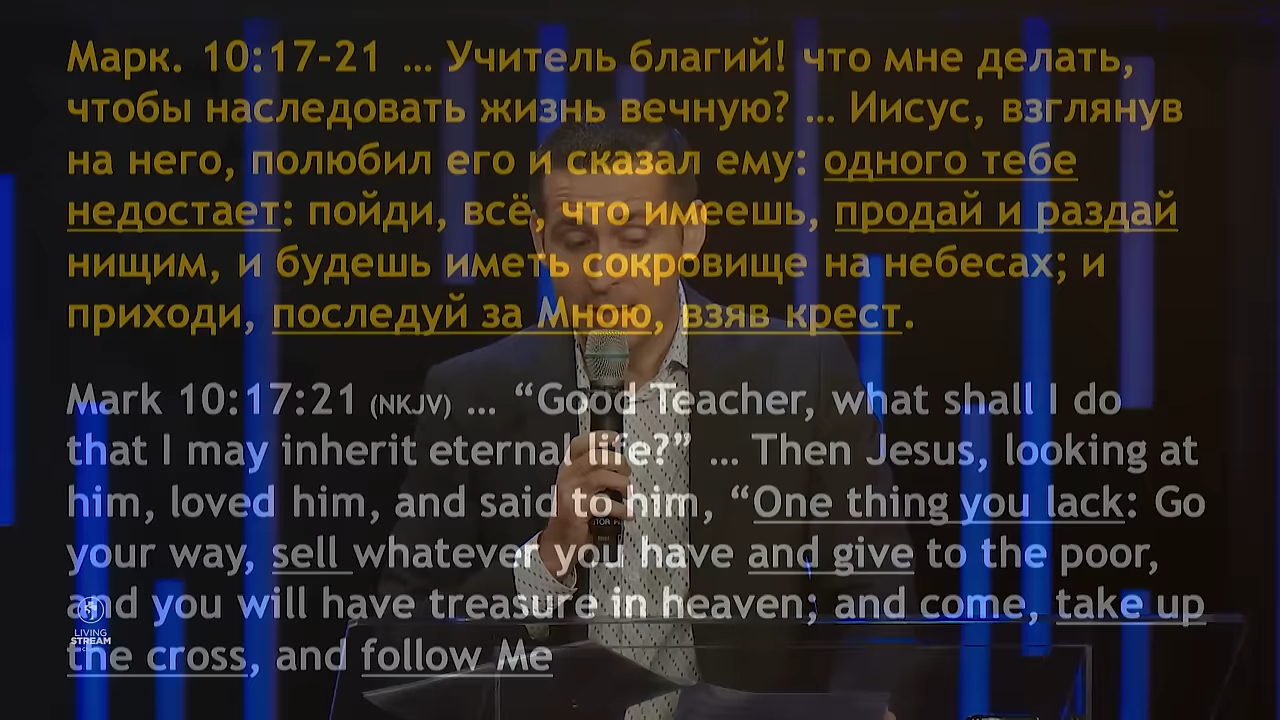 Марк. 10:17-21 ... Учитель благий! что мне делать,
чтобы наследовать жизнь вечную? ... Иисус, взглянув
на него, полюбил его и сказал ему: одного тебе
недостает: пойди, всё, что имеешь, продай и раздай
нищим, и будешь иметь сокровище на небесах; и
приходи, последуй за Мною, взяв крест.
Mark 10:17:21 (NKJV) ... “Good Teacher, what shall I do
that I may inherit eternal life?” ... Then Jesus, looking at
him, loved him, and said to him, “One thing you lack: Go
your way, sell whatever you have and give to the poor,
and you will have treasure in heaven; and come, take up
the cross, and follow Me
LIVING
STREAM